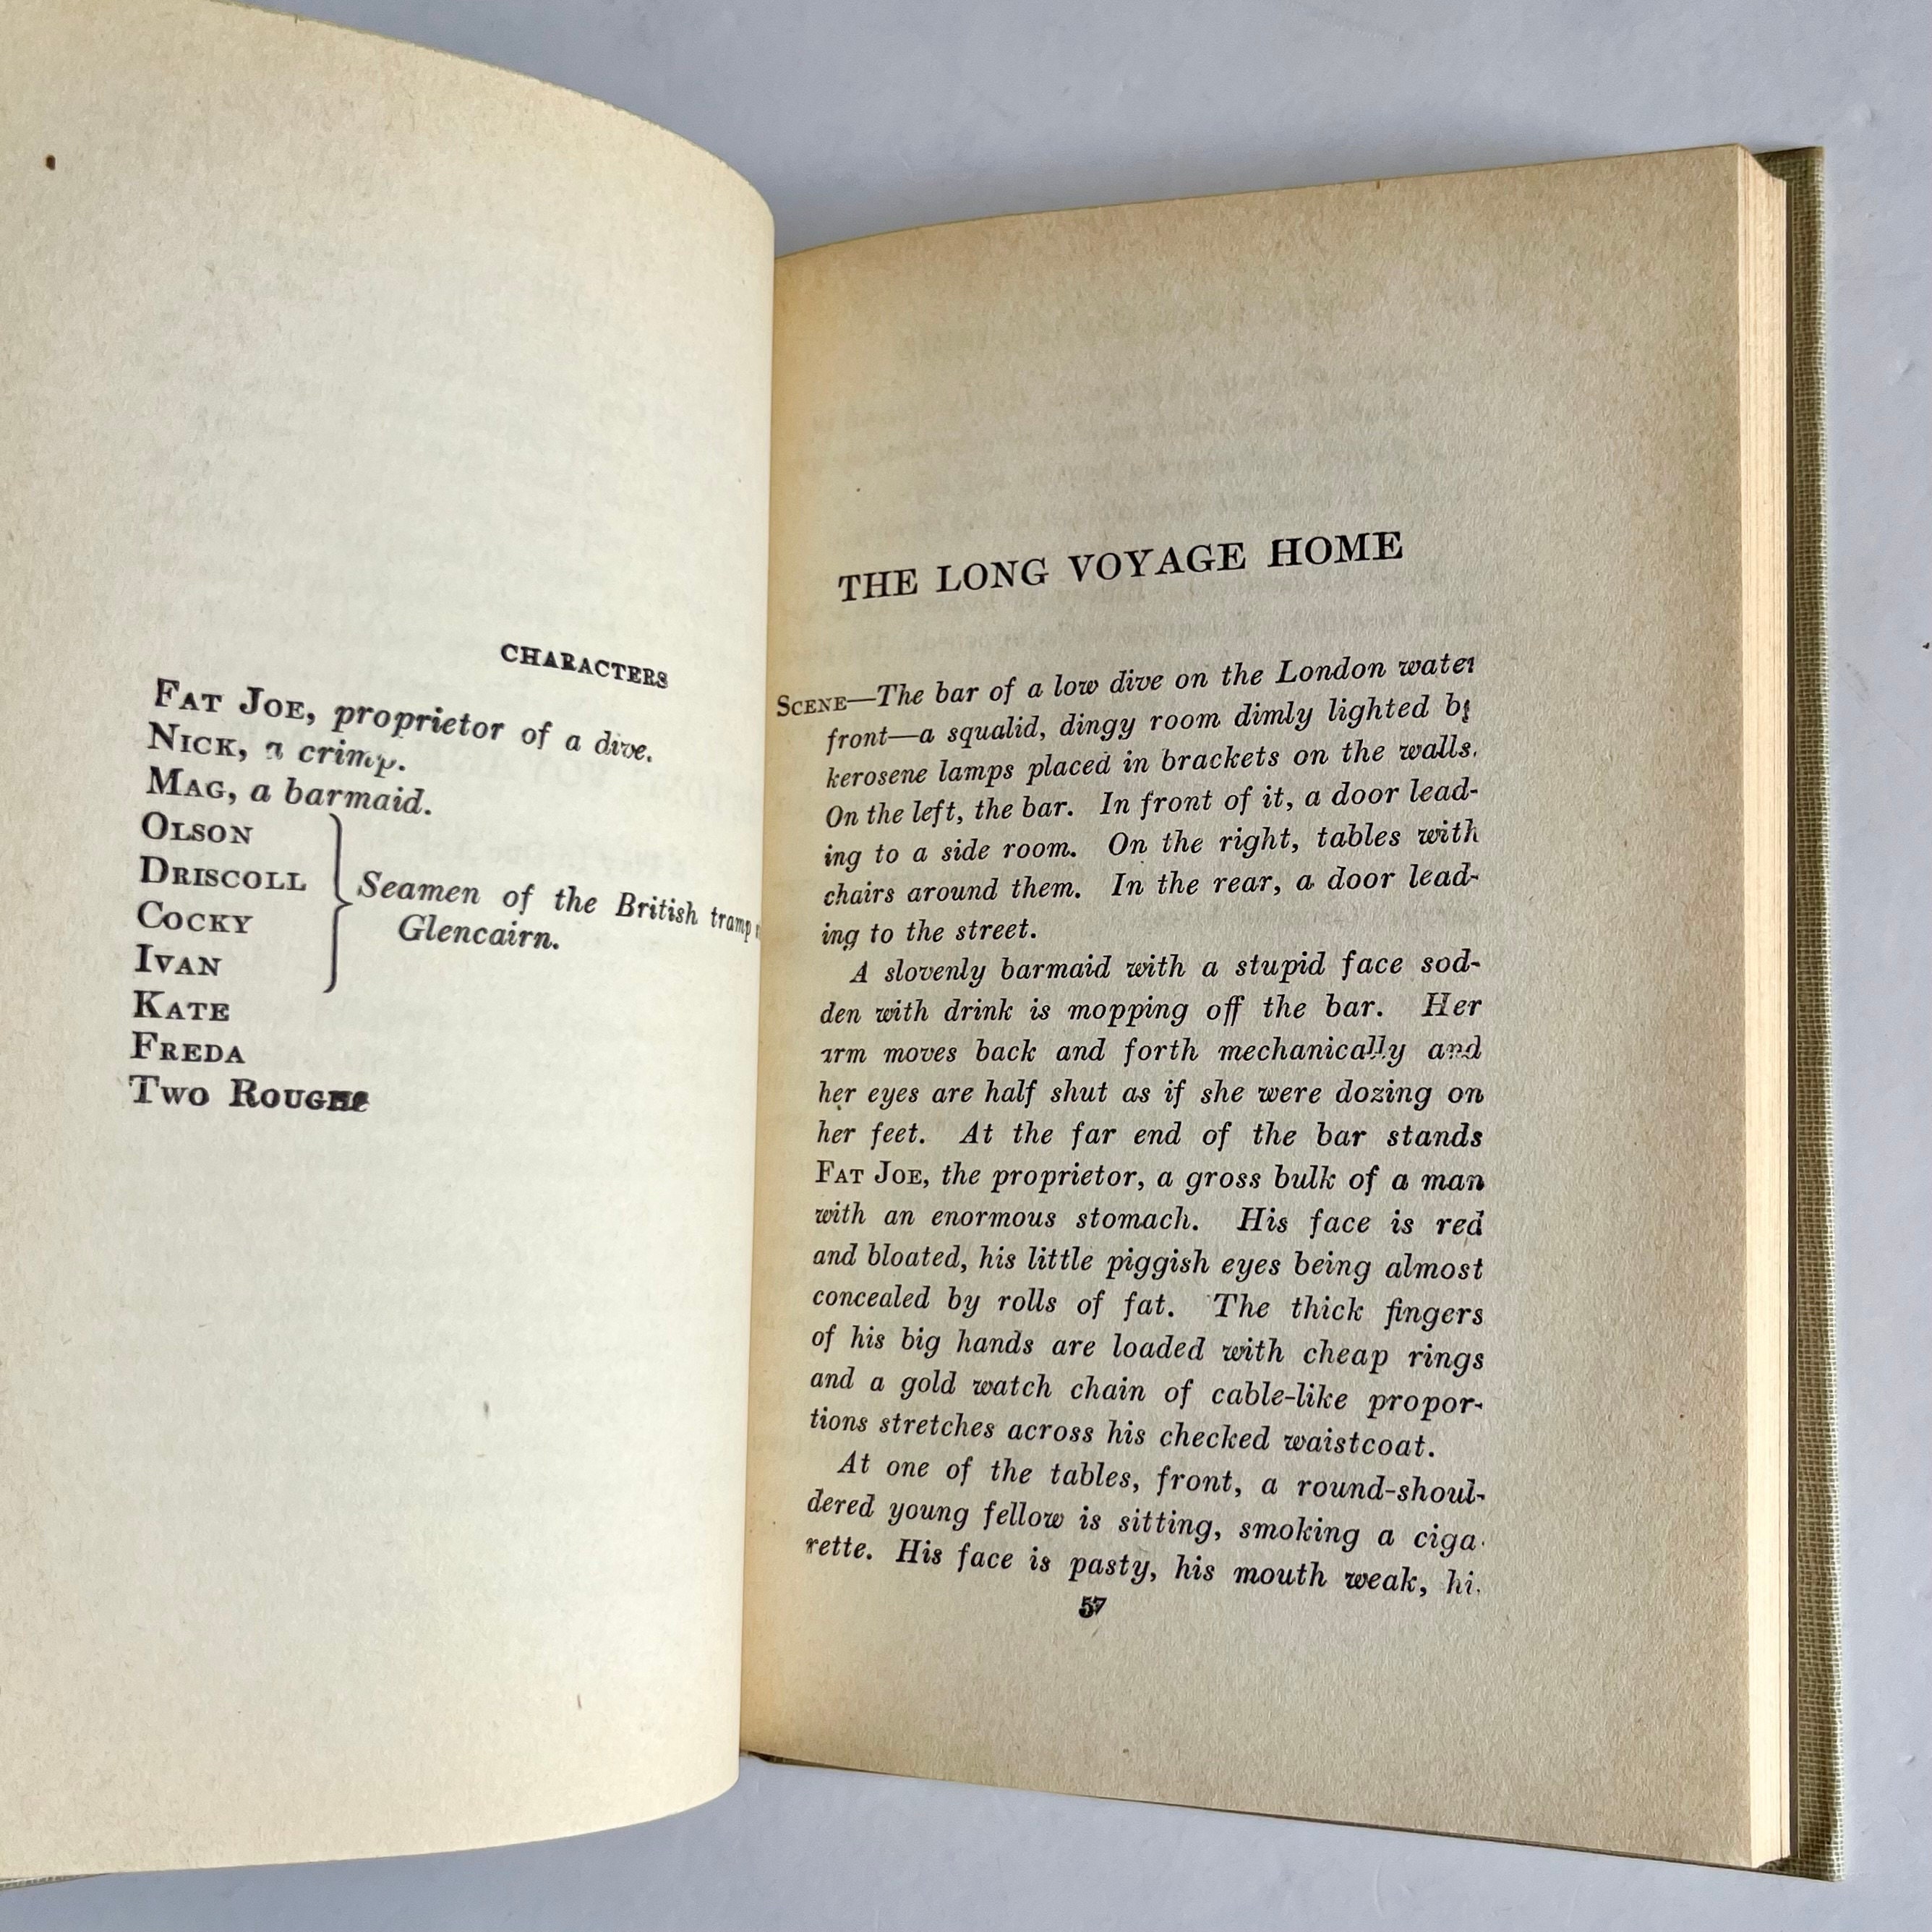 CHARACTERS
FAT JOE, proprietor of a dive.
NICK, a crimp.
MAG, a barmaid.
OLSON
DRISCOLL
COCKY
IVAN
Seamen of the British tramp
Glencairn.
KATE
FREDA
TWO ROUGHS
THE LONG VOYAGE HOME
SCENE—The bar of a low dive on the London water
front—a squalid, dingy room dimly lighted by
kerosene lamps placed in brackets on the walls.
On the left, the bar. In front of it, a door lead-
ing to a side room. On the right, tables with
chairs around them. In the rear, a door lead-
ing to the street.
A slovenly barmaid with a stupid face sod-
den with drink is mopping off the bar. Her
arm moves back and forth mechanically and
her eyes are half shut as if she were dozing on
her feet. At the far end of the bar stands
FAT JOE, the proprietor, a gross bulk of a man
with an enormous stomach. His face is red
and bloated, his little piggish eyes being almost
concealed by rolls of fat. The thick fingers
of his big hands are loaded with cheap rings
and a gold watch chain of cable-like propor-
tions stretches across his checked waistcoat.
At one of the tables, front, a round-shoul-
dered young fellow is sitting, smoking a ciga
rette. His face is pasty, his mouth weak, hi
57